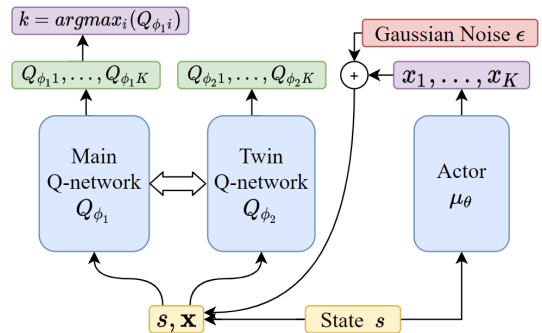 k = argmax_i(Q_{ϕ_1 i})
Gaussian Noise ϵ
Q_{ϕ_1}1, . . . , Q_{ϕ_1}K
Q_{ϕ_2}1, . . . , Q_{ϕ_2}K
+
x_1, . . . , x_K
Main
Q-network
Q_{ϕ_1}
Twin
Q-network
Q_{ϕ_2}
Actor
μ_θ
s, x
State s